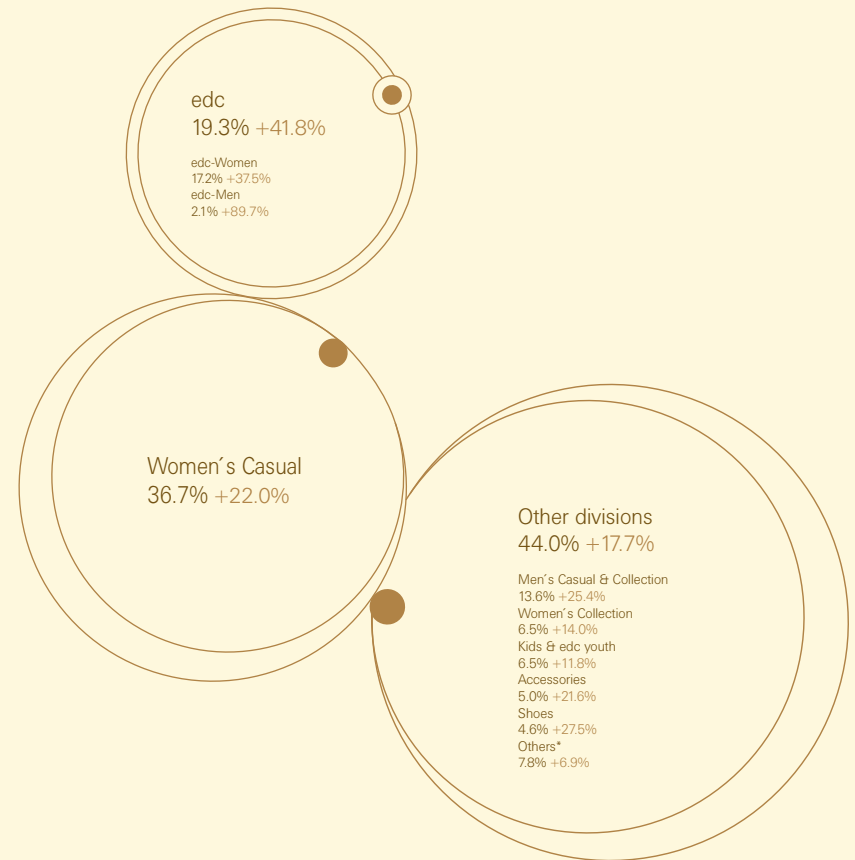 edc
19.3% +41.8%
edc-Women
17.2% +37.5%
edc-Men
2.1% +89.7%
Women´s Casual
36.7% +22.0%
Other divisions
44.0% +17.7%
Men´s Casual & Collection
13.6% +25.4%
Women´s Collection
6.5% +14.0%
Kids & edc youth
6.5% +11.8%
Accessories
5.0% +21.6%
Shoes
4.6% +27.5%
Others*
7.8% +6.9%